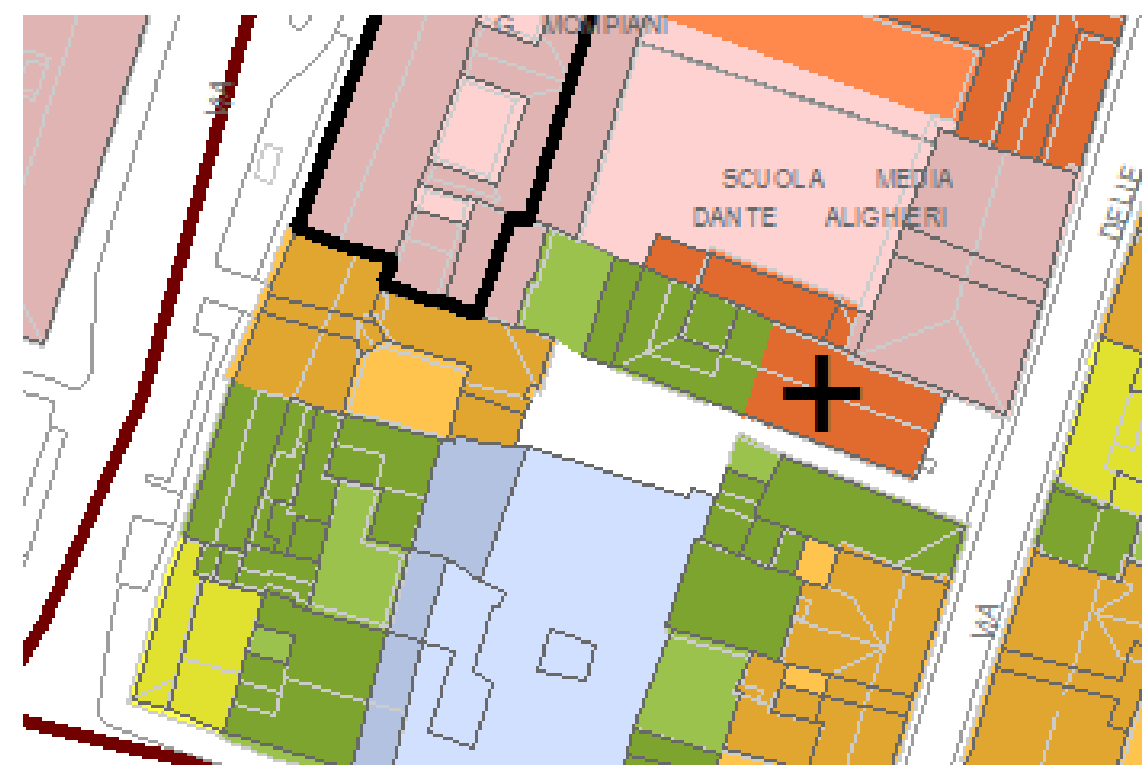 G. MOMPIANI
VIA
SCUOLA MEDIA
DANTE ALIGHIERI
DELLE
VIA